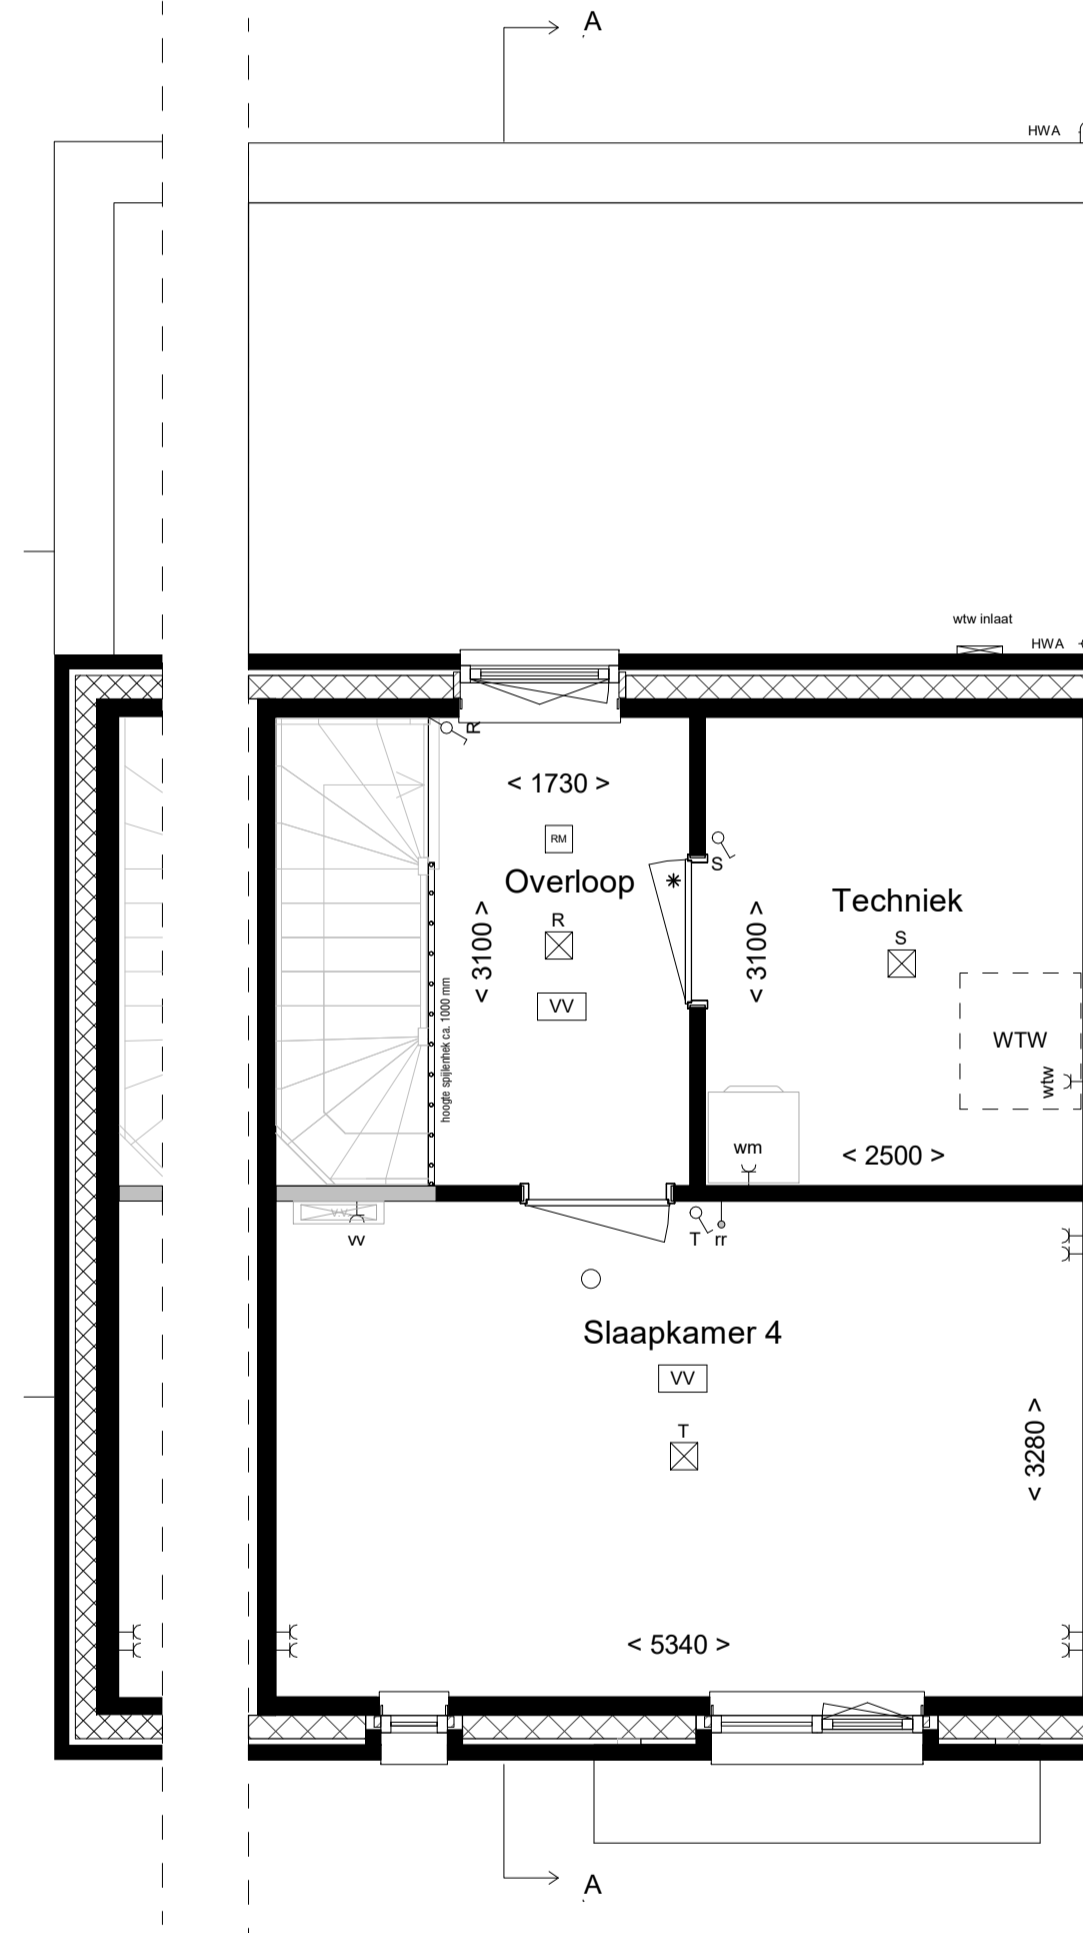 A
HWA
wtw inlaat
HWA
R
< 1730 >
RM
S
Overloop
Techniek
R
S
< 3100 >
< 3100 >
VV
hoogte spijlenhek ca. 1000 mm
WTW
wtw
wm
< 2500 >
VV
vv
T rr
Slaapkamer 4
VV
T
< 3280 >
< 5340 >
A